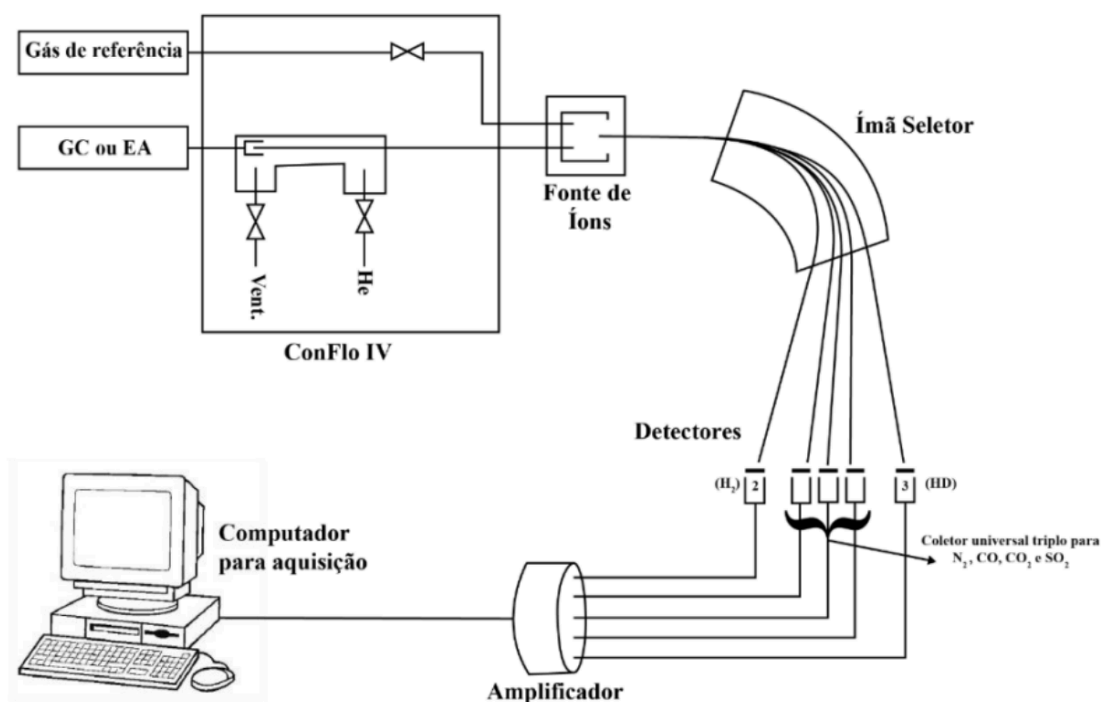 Gás de referência
GC ou EA
Vent.
He
ConFlo IV
Fonte de
Íons
Ímã Seletor
Detectores
(H₂) 2
3 (HD)
Coletor universal triplo para
N₂, CO, CO₂ e SO₂
Computador
para aquisição
Amplificador